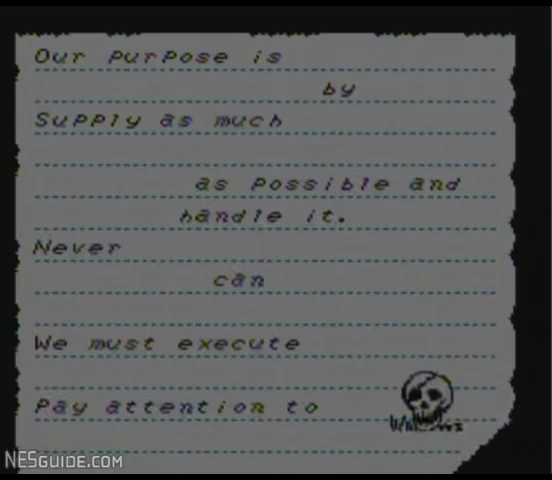 Our purpose is
by
Supply as much
as possible and
handle it.
Never
can
We must execute
Pay attention to
NESGUIDE.COM